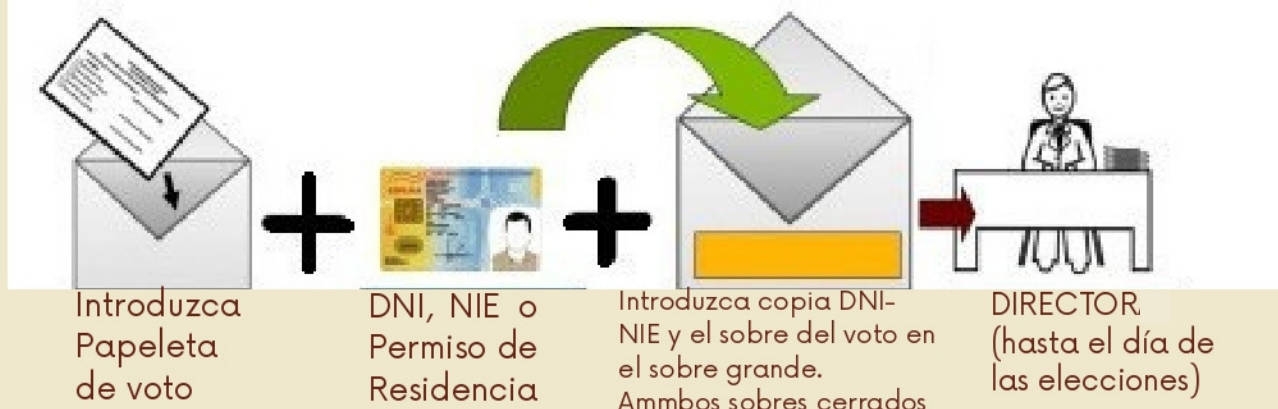 Introduzca
Papeleta
de voto
DNI, NIE o
Permiso de
Residencia
Introduzca copia DNI-
NIE y el sobre del voto en
el sobre grande.
Ammbos sobres cerrados
DIRECTOR
(hasta el día de
las elecciones)